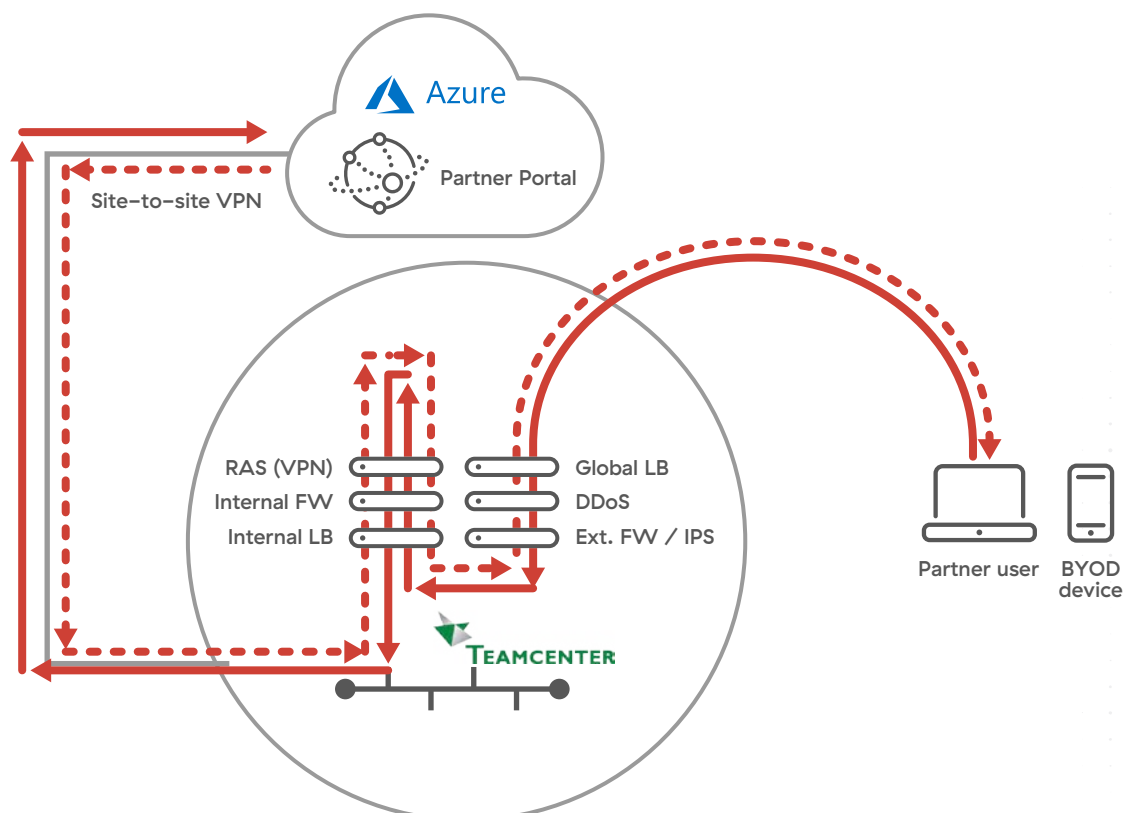 Azure
Partner Portal
Site-to-site VPN
RAS (VPN)
Global LB
Internal FW
DDoS
Internal LB
Ext. FW / IPS
Partner user
BYOD
device
TEAMCENTER